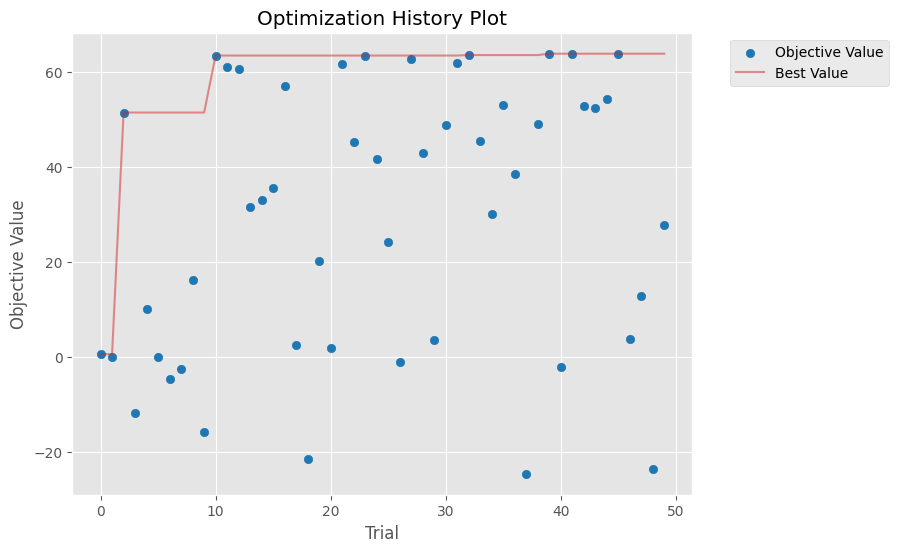 Optimization History Plot
Objective Value
Best Value
Objective Value
60
40
20
0
−20
0 10 20 30 40 50
Trial